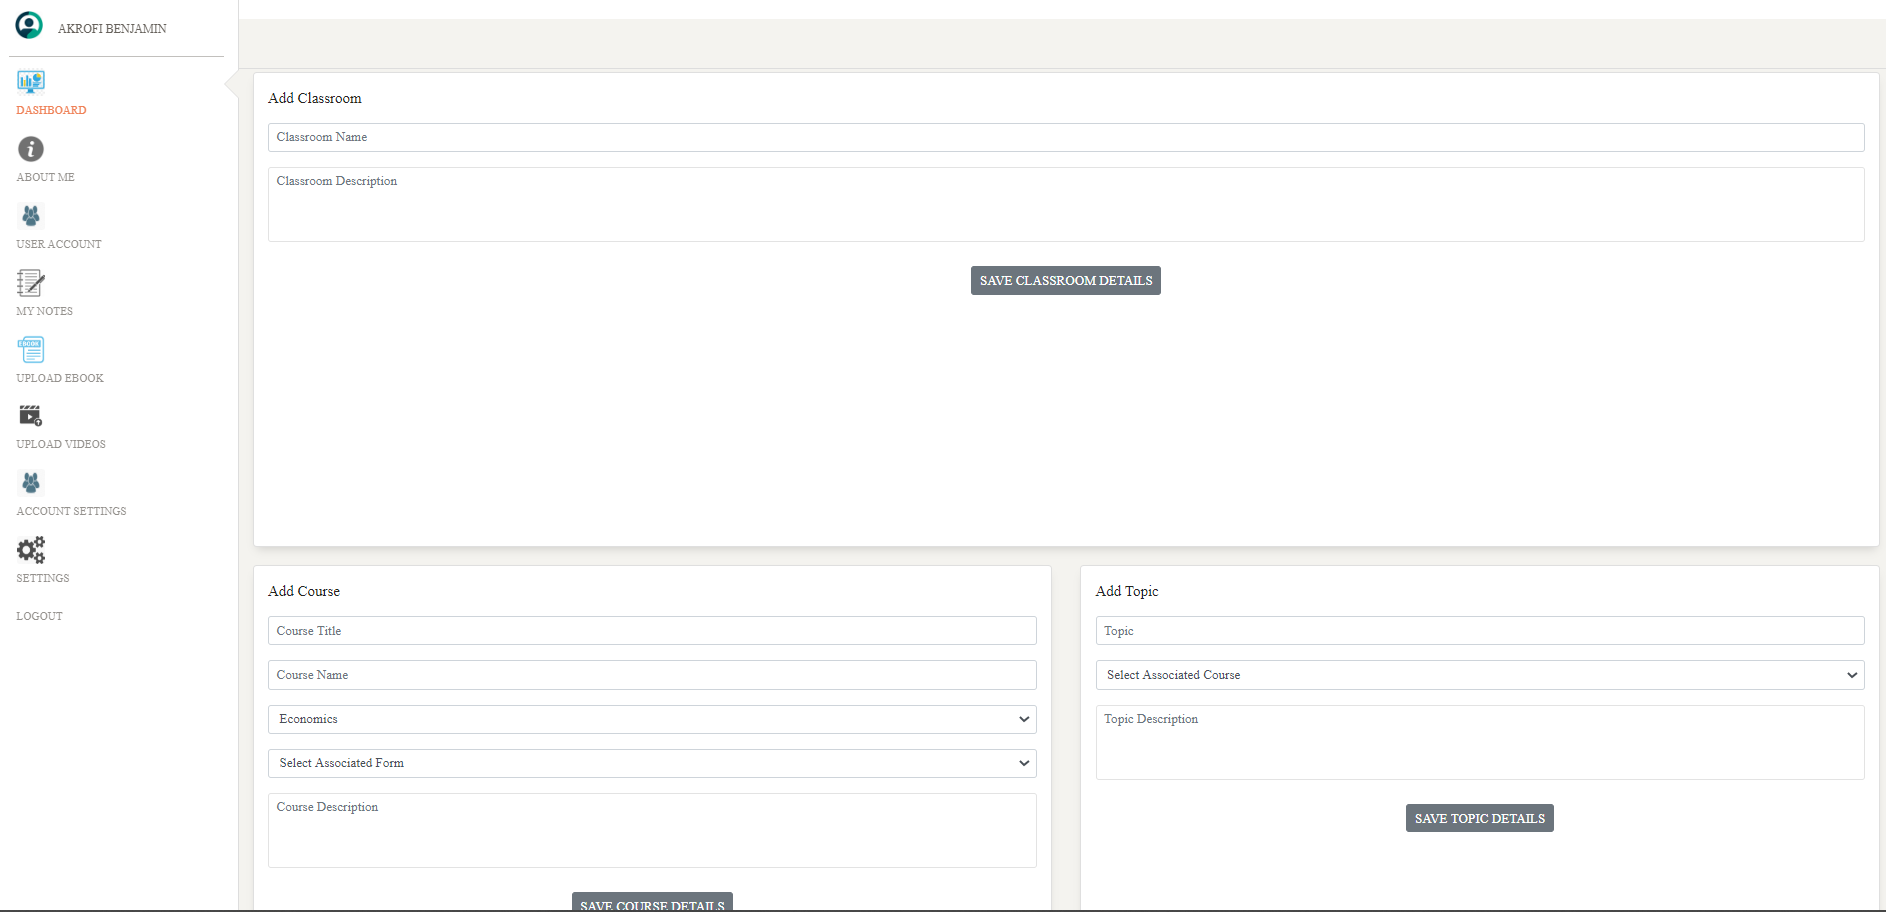 AKROFI BENJAMIN
DASHBOARD
ABOUT ME
USER ACCOUNT
MY NOTES
EBOOK
UPLOAD EBOOK
UPLOAD VIDEOS
ACCOUNT SETTINGS
SETTINGS
LOGOUT
Add Classroom
Classroom Name
Classroom Description
SAVE CLASSROOM DETAILS
Add Course
Course Title
Course Name
Economics
Select Associated Form
Course Description
SAVE COURSE DETAILS
Add Topic
Topic
Select Associated Course
Topic Description
SAVE TOPIC DETAILS